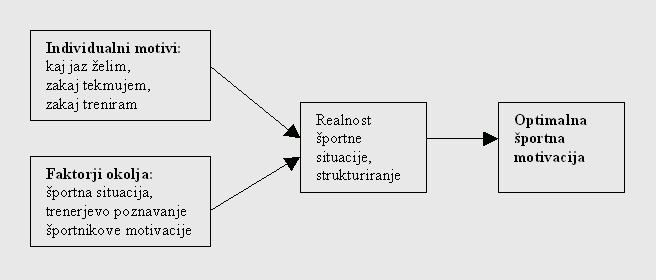 Individualni motivi:
kaj jaz želim,
zakaj tekmujem,
zakaj treniram
Faktorji okolja:
športna situacija,
trenerjevo poznavanje
športnikove motivacije
Realnost
športne
situacije,
strukturiranje
Optimalna
športna
motivacija